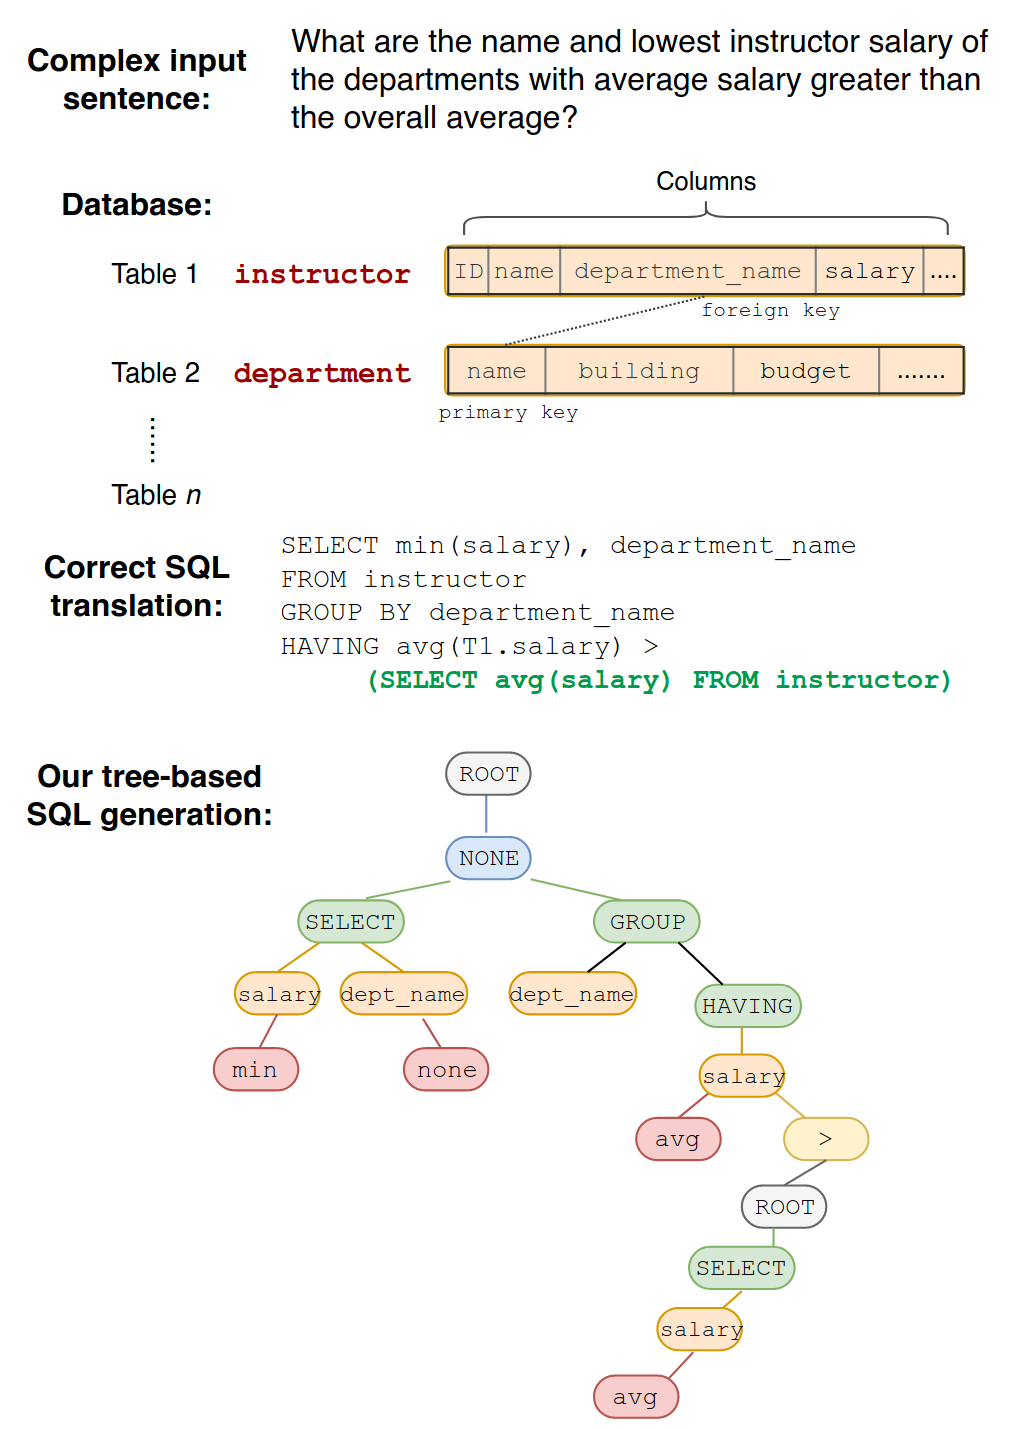 Complex input
sentence:
What are the name and lowest instructor salary of
the departments with average salary greater than
the overall average?
Columns
Database:
Table 1 instructor ID name department_name salary ....
foreign key
Table 2 department name building budget .......
primary key
Table n
Correct SQL
translation:
SELECT min(salary), department_name
FROM instructor
GROUP BY department_name
HAVING avg(T1.salary) >
(SELECT avg(salary) FROM instructor)
Our tree-based
SQL generation:
ROOT
NONE
SELECT GROUP
salary dept_name dept_name HAVING
min none salary
avg >
ROOT
SELECT
salary
avg